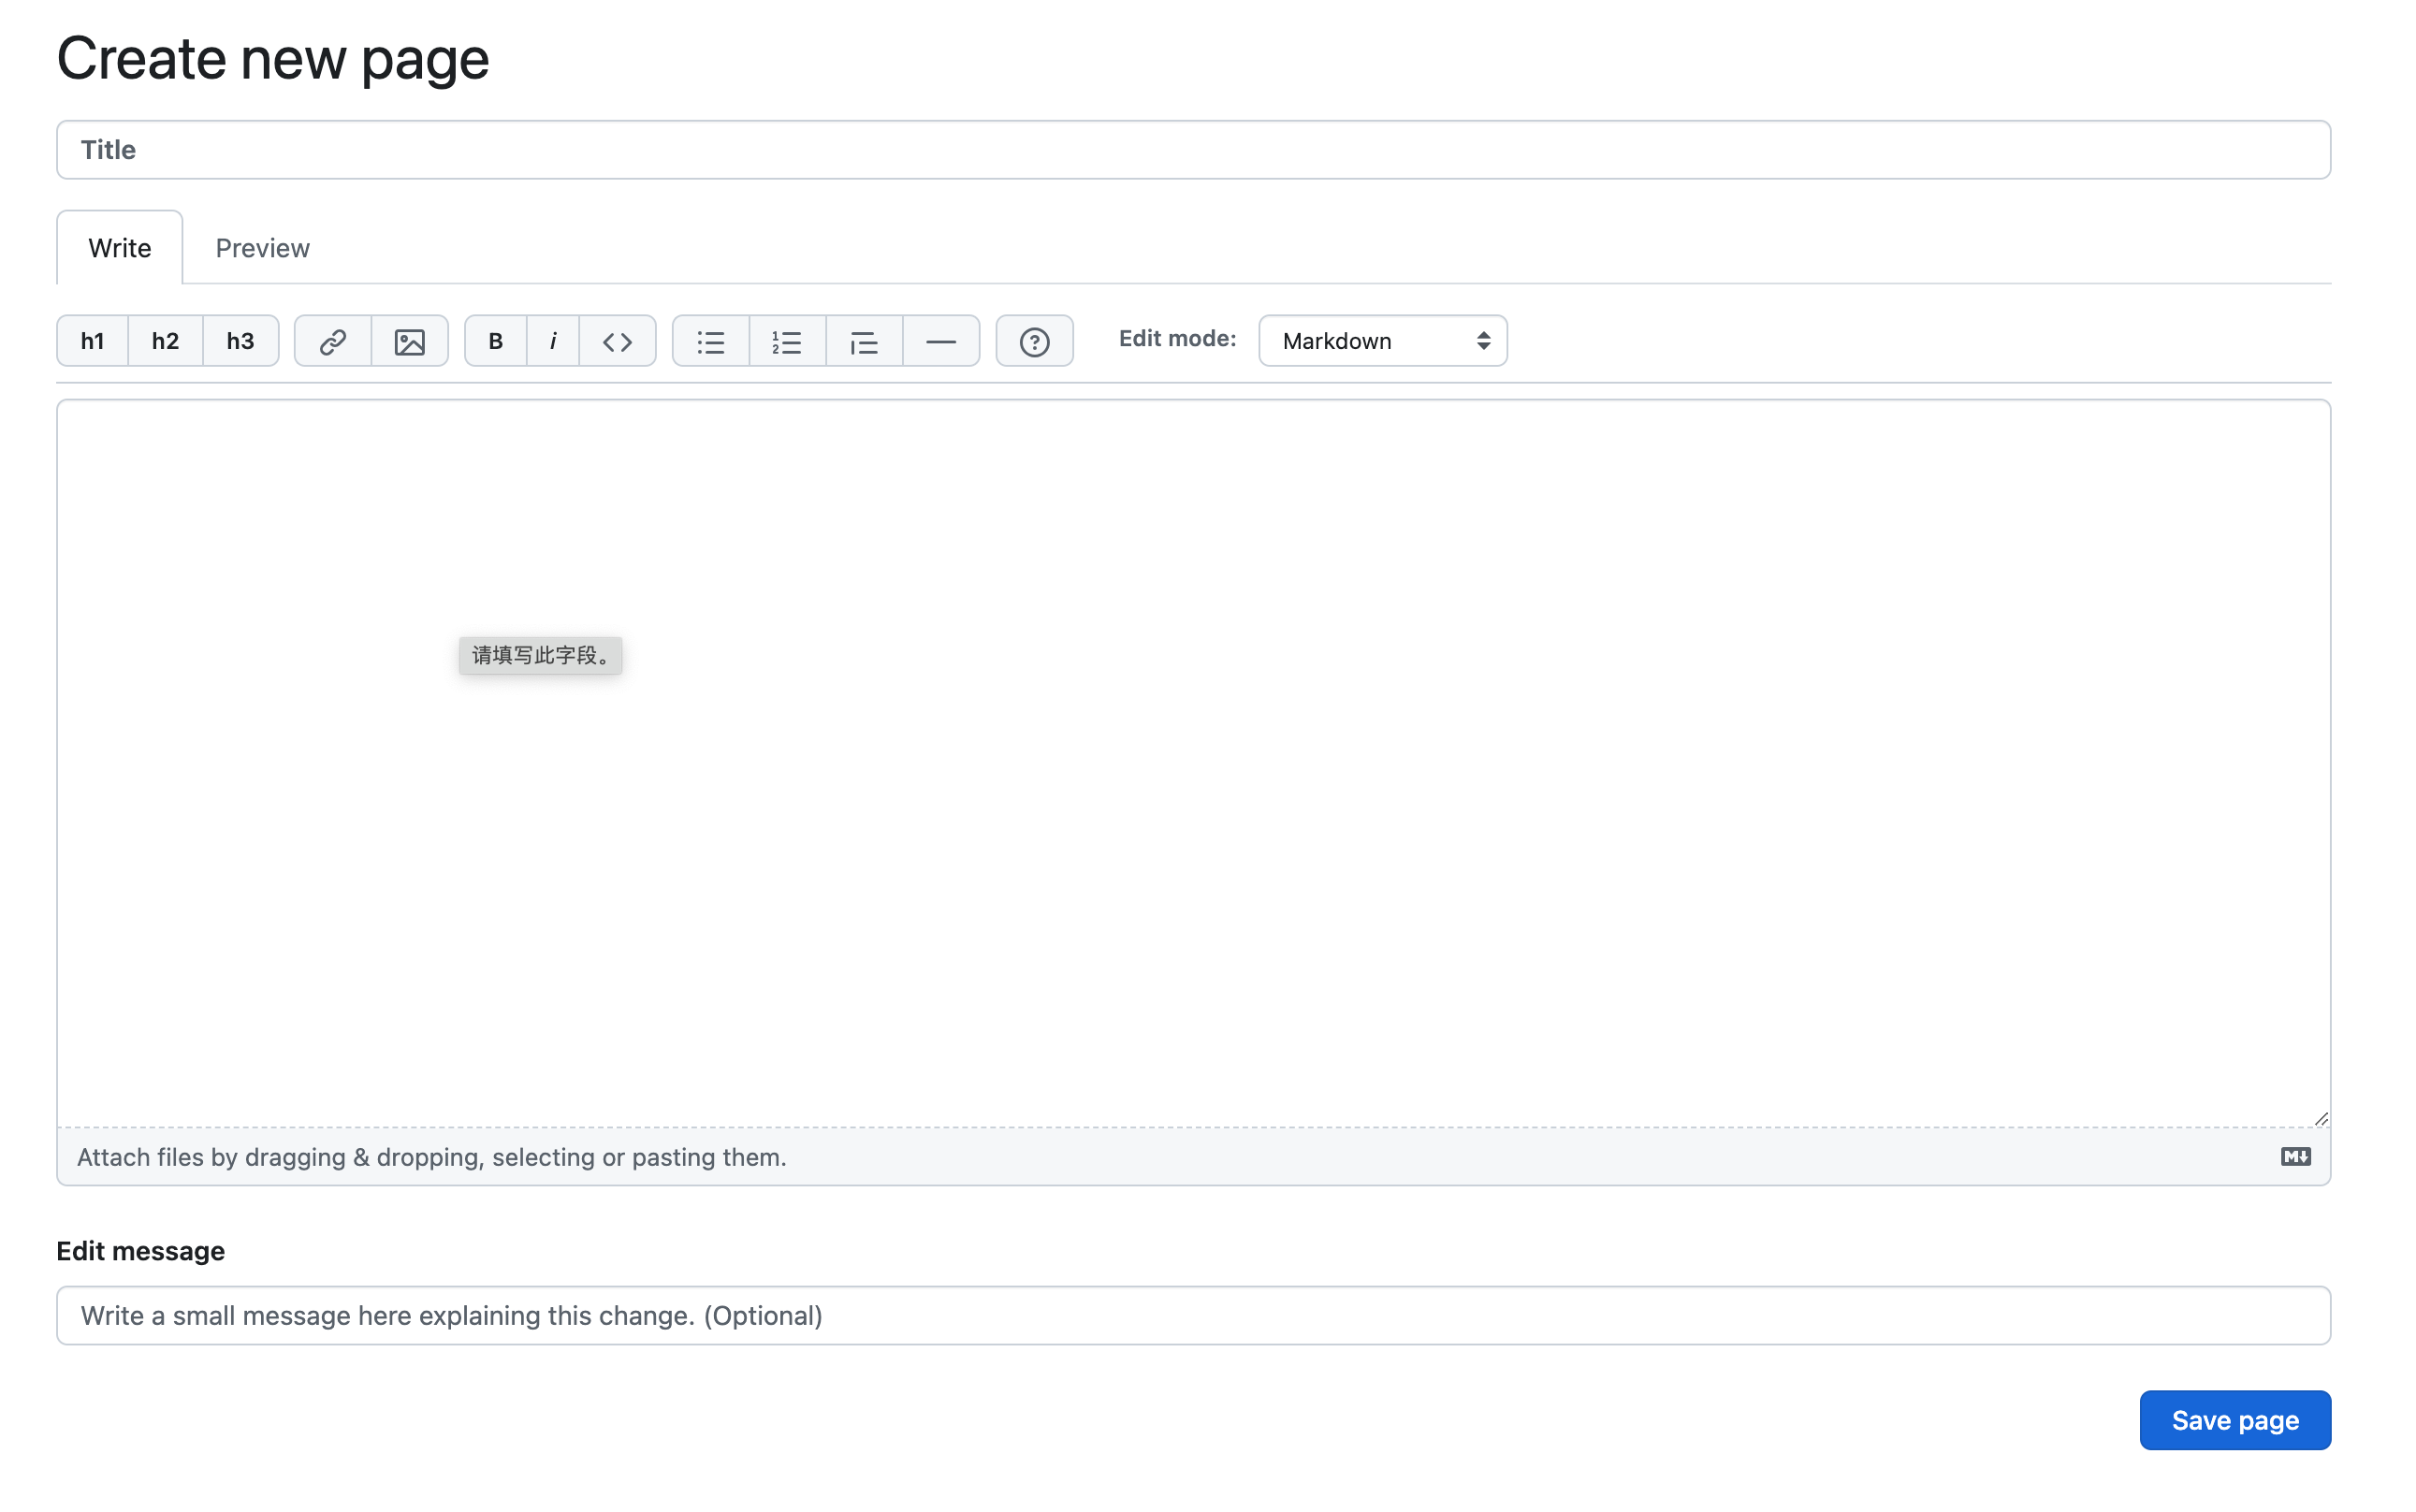 Create new page
Title
Write Preview
h1 h2 h3 B i <> Edit mode: Markdown
请填写此字段。
Attach files by dragging & dropping, selecting or pasting them. M↓
Edit message
Write a small message here explaining this change. (Optional)
Save page